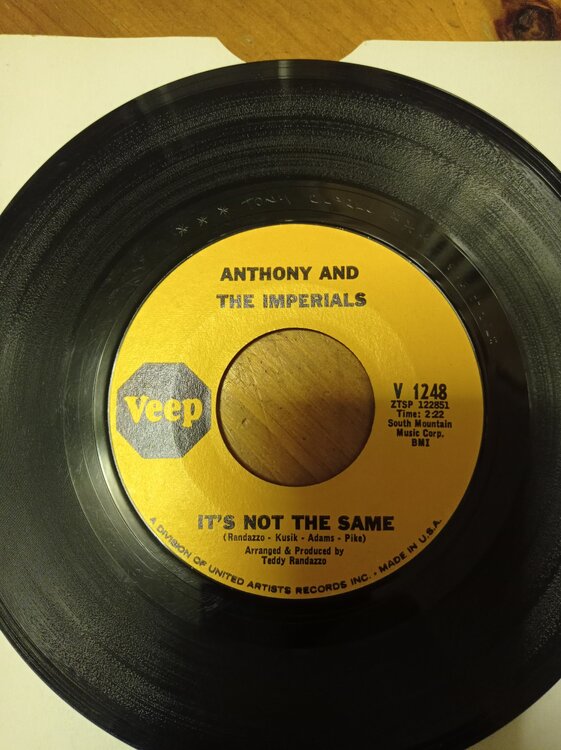 ANTHONY AND
THE IMPERIALS
Veep
V 1248
ZTSP 122851
Time: 2:22
South Mountain
Music Corp.
BMI
IT'S NOT THE SAME
(Randazzo - Kusik - Adams - Pike)
Arranged & Produced by
Teddy Randazzo
A DIVISION OF UNITED ARTISTS RECORDS INC. - MADE IN U.S.A.